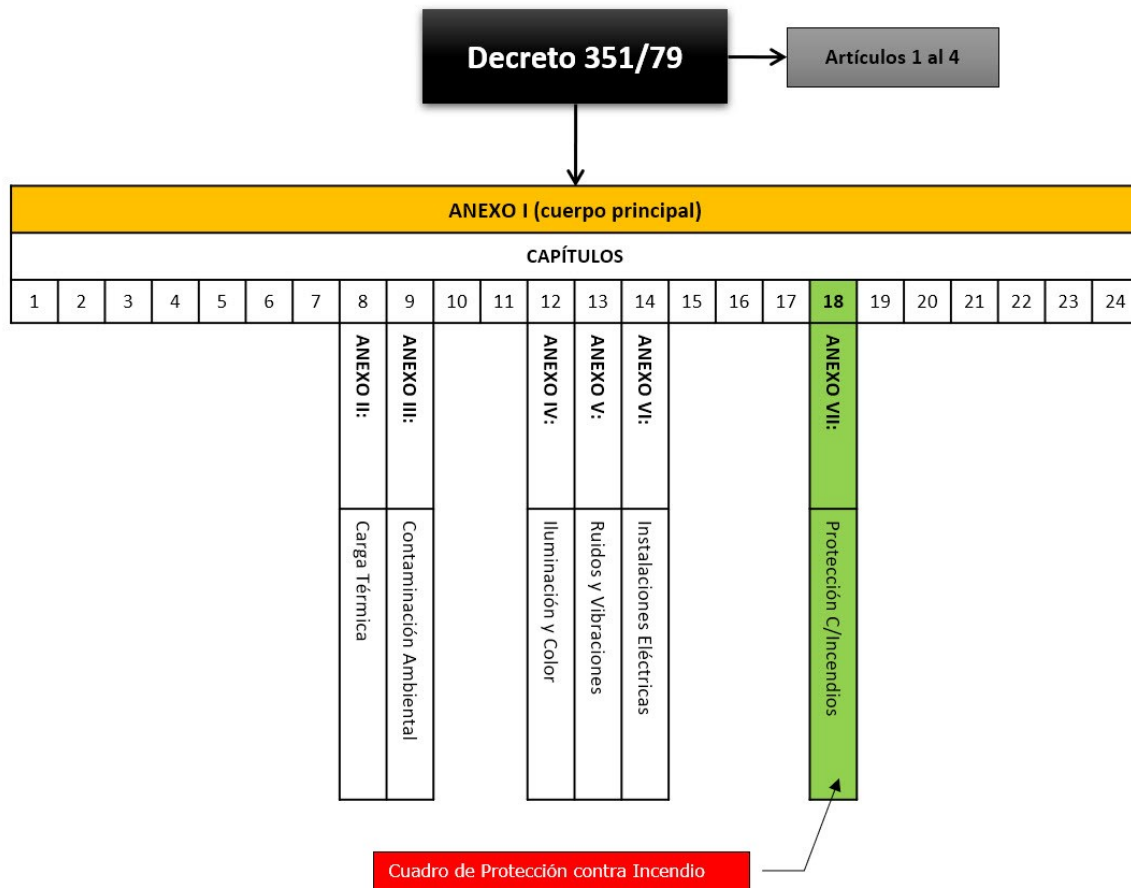 Decreto 351/79
Artículos 1 al 4
ANEXO I (cuerpo principal)
CAPÍTULOS
1 2 3 4 5 6 7 8 9 10 11 12 13 14 15 16 17 18 19 20 21 22 23 24
ANEXO II:
Carga Térmica
ANEXO III:
Contaminación Ambiental
ANEXO IV:
Iluminación y Color
ANEXO V:
Ruidos y Vibraciones
ANEXO VI:
Instalaciones Eléctricas
ANEXO VII:
Protección C/Incendios
Cuadro de Protección contra Incendio